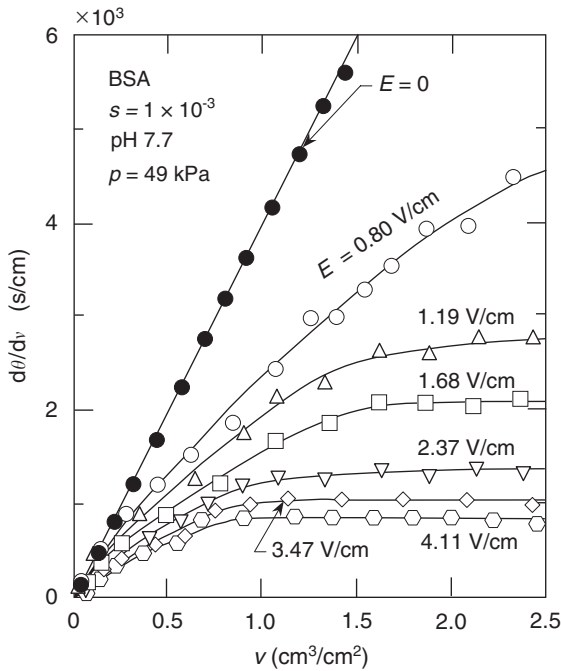 ×10³
6
4
2
0
dθ/dv (s/cm)
BSA
s = 1 × 10⁻³
pH 7.7
p = 49 kPa
E = 0
E = 0.80 V/cm
1.19 V/cm
1.68 V/cm
2.37 V/cm
3.47 V/cm
4.11 V/cm
0 0.5 1.0 1.5 2.0 2.5
v (cm³/cm²)